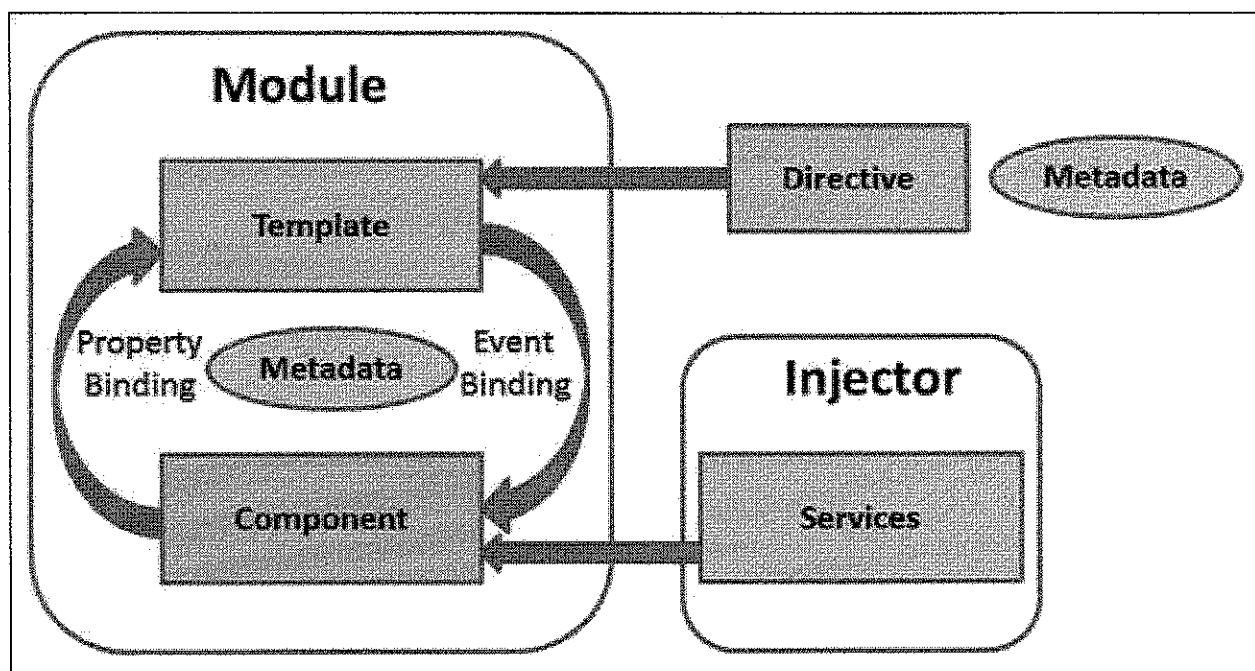 Module
Template
Directive
Metadata
Property
Binding
Metadata
Event
Binding
Injector
Component
Services